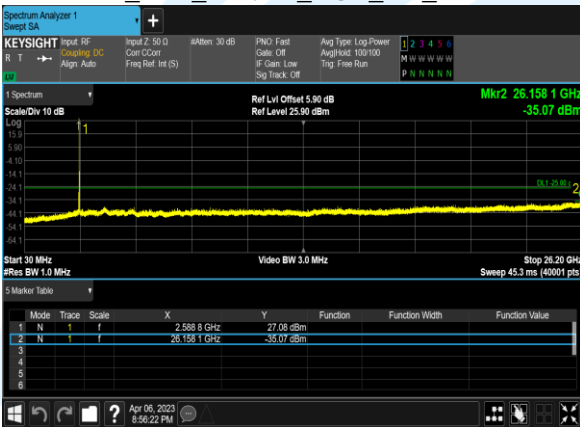 Spectrum Analyzer 1
Swept SA
+
KEYSIGHT Input: RF Input Z: 50 Ω #Atten: 30 dB PNO: Fast Avg Type: Log-Power 1 2 3 4 5 6
R T Coupling: DC Corr CCorr Gate: Off Avg|Hold: 100/100 M W W W W W
Align: Auto Freq Ref: Int (S) IF Gain: Low Trig: Free Run
Sig Track: Off P N N N N N
1 Spectrum Ref Lvl Offset 5.90 dB Mkr2 26.158 1 GHz
Scale/Div 10 dB Ref Level 25.90 dBm -35.07 dBm
Log
1
15.9
5.90
-4.10
-14.1
-24.1 DL1 -25.00 2
-34.1
-44.1
-54.1
-64.1
Start 30 MHz Video BW 3.0 MHz Stop 26.20 GHz
#Res BW 1.0 MHz Sweep 45.3 ms (40001 pts
5 Marker Table
Mode Trace Scale X Y Function Function Width Function Value
1 N 1 f 2.588 8 GHz 27.08 dBm
2 N 1 f 26.158 1 GHz -35.07 dBm
3
4
5
6
? Apr 06, 2023
8:56:22 PM